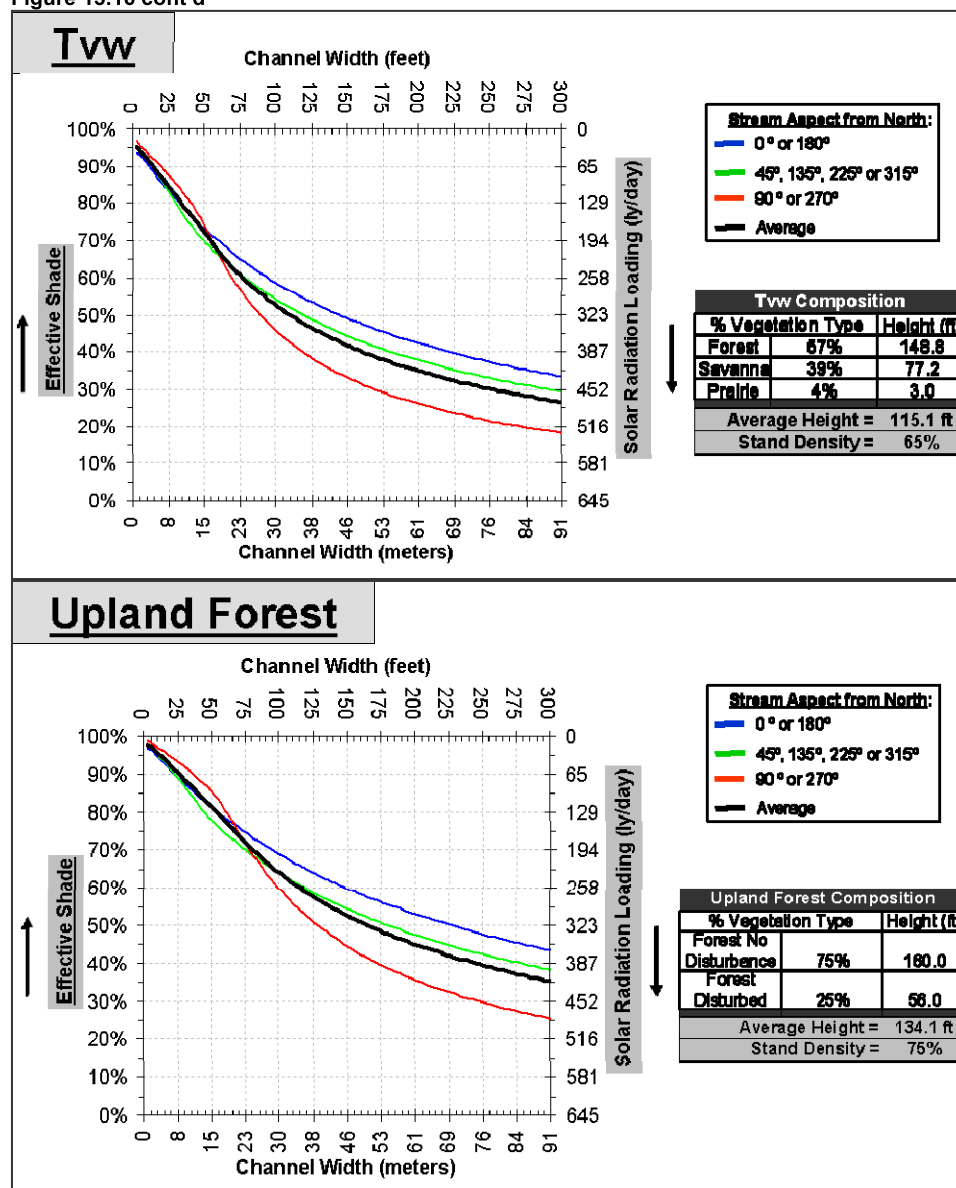 Figure 13.10 cont'd
Tvw
Channel Width (feet)
0 25 50 75 100 125 150 175 200 225 250 275 300
100% 90% 80% 70% 60% 50% 40% 30% 20% 10% 0%
Effective Shade
0 65 129 194 258 323 387 452 516 581 645
Solar Radiation Loading (ly/day)
0 8 15 23 30 38 46 53 61 69 76 84 91
Channel Width (meters)
Stream Aspect from North:
0° or 180°
45°, 135°, 225° or 315°
90° or 270°
Average
Tvw Composition
% Vegetation Type Height (ft
Forest 57% 148.8
Savanna 39% 77.2
Prairie 4% 3.0
Average Height = 115.1 ft
Stand Density = 65%
Upland Forest
Channel Width (feet)
0 25 50 75 100 125 150 175 200 225 250 275 300
100% 90% 80% 70% 60% 50% 40% 30% 20% 10% 0%
Effective Shade
0 65 129 194 258 323 387 452 516 581 645
Solar Radiation Loading (ly/day)
0 8 15 23 30 38 46 53 61 69 76 84 91
Channel Width (meters)
Stream Aspect from North:
0° or 180°
45°, 135°, 225° or 315°
90° or 270°
Average
Upland Forest Composition
% Vegetation Type Height (ft
Forest No
Disturbance 75% 160.0
Forest
Disturbed 25% 56.0
Average Height = 134.1 ft
Stand Density = 75%